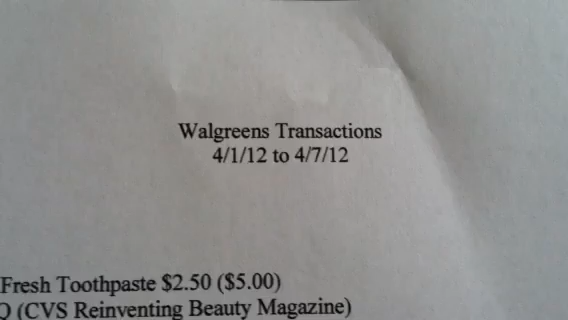 Walgreens Transactions
4/1/12 to 4/7/12
Fresh Toothpaste $2.50 ($5.00)
(CVS Reinventing Beauty Magazine)